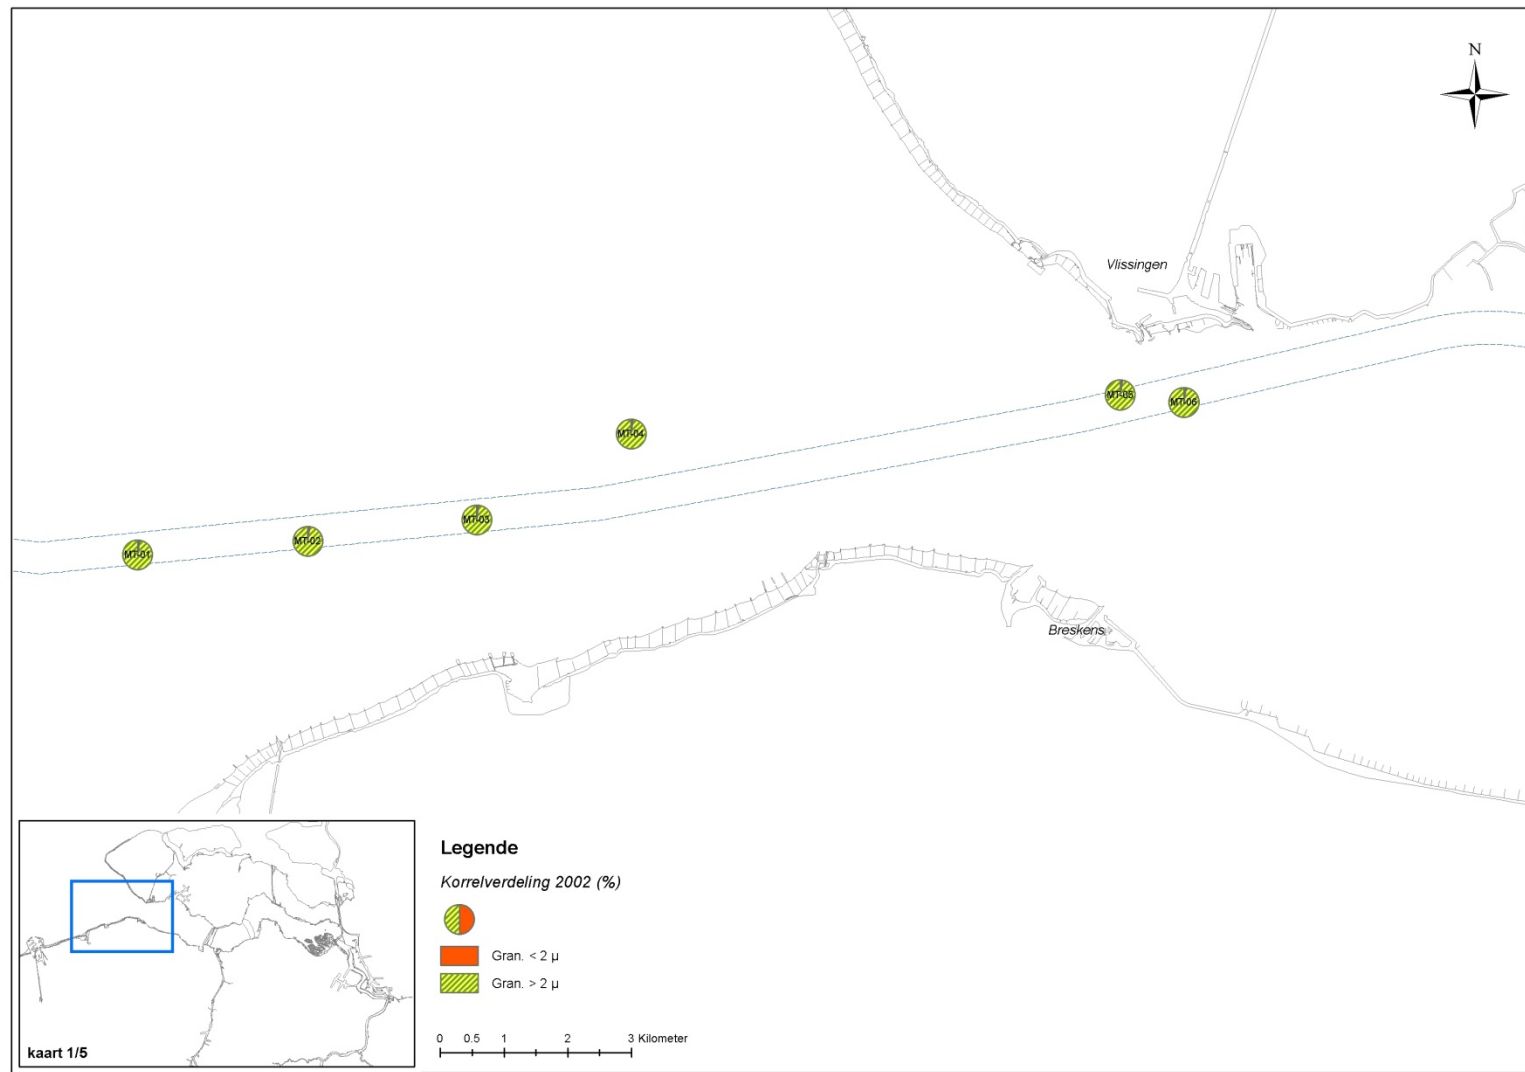 N
Vlissingen
MT-05
MT-06
MT-04
MT-03
MT-02
MT-01
Breskens
Legende
Korrelverdeling 2002 (%)
Gran. < 2 µ
Gran. > 2 µ
0 0.5 1 2 3 Kilometer
kaart 1/5